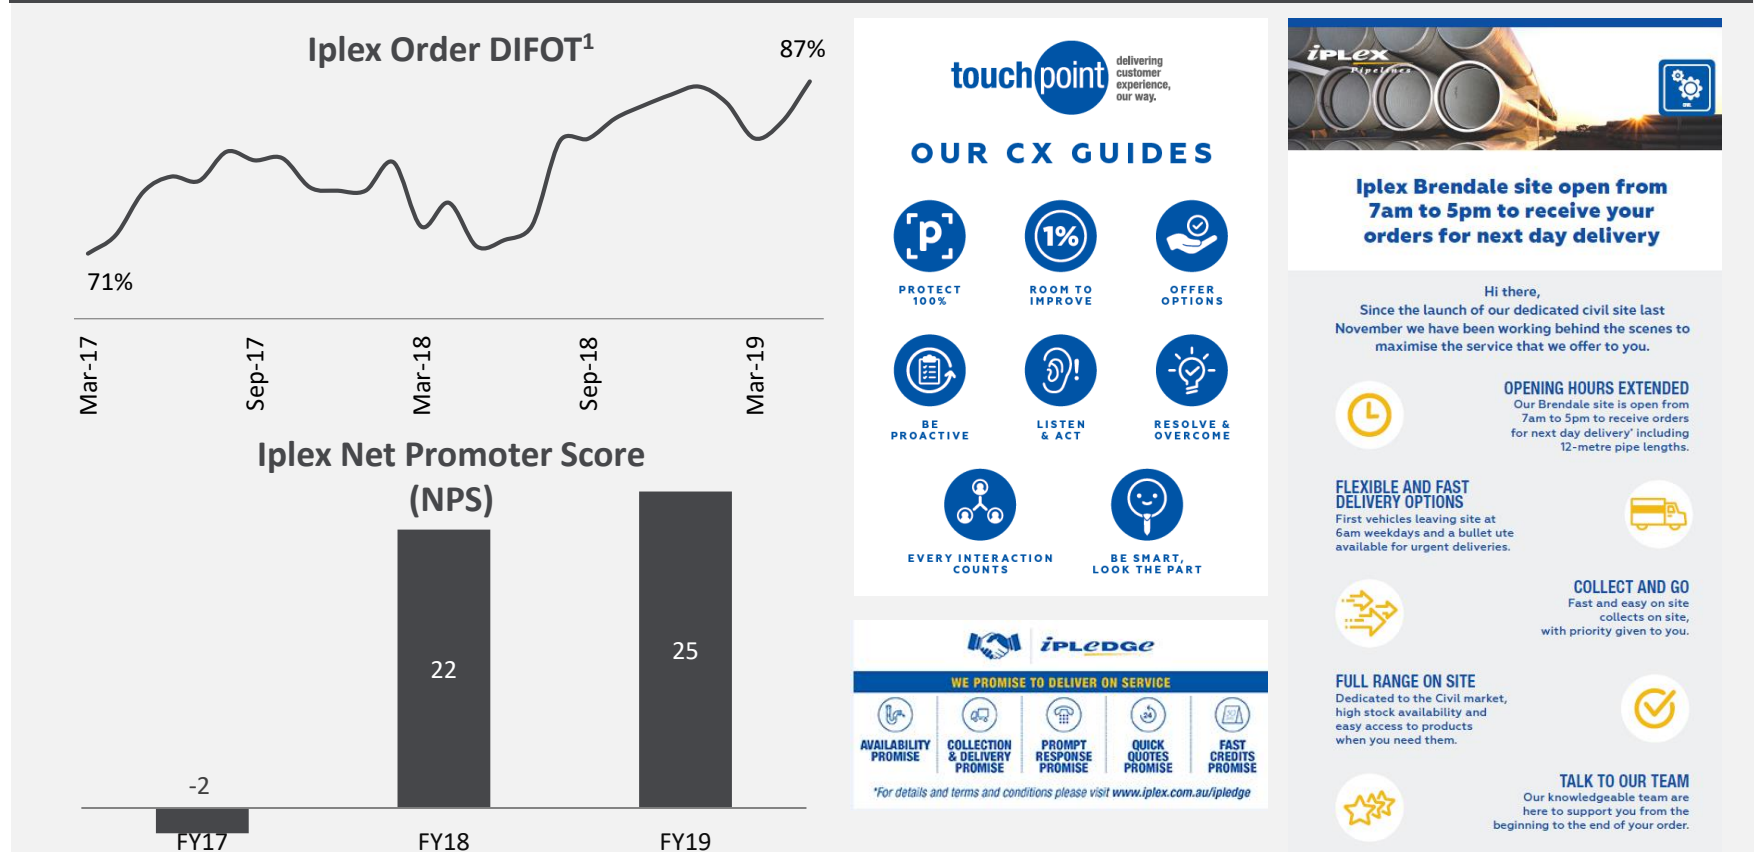 Iplex Order DIFOT1
87%
71%
Mar-17
Sep-17
Mar-18
Sep-18
Mar-19
Iplex Net Promoter Score
(NPS)
-2
22
25
FY17
FY18
FY19
touchpoint
delivering
customer
experience,
our way.
OUR CX GUIDES
p
1%
PROTECT
100%
ROOM TO
IMPROVE
OFFER
OPTIONS
BE
PROACTIVE
LISTEN
& ACT
RESOLVE &
OVERCOME
EVERY INTERACTION
COUNTS
BE SMART,
LOOK THE PART
iPLEDGE
WE PROMISE TO DELIVER ON SERVICE
24
AVAILABILITY
PROMISE
COLLECTION
& DELIVERY
PROMISE
PROMPT
RESPONSE
PROMISE
QUICK
QUOTES
PROMISE
FAST
CREDITS
PROMISE
*For details and terms and conditions please visit www.iplex.com.au/ipledge
iPLEX
Pipelines
Iplex Brendale site open from
7am to 5pm to receive your
orders for next day delivery
Hi there,
Since the launch of our dedicated civil site last
November we have been working behind the scenes to
maximise the service that we offer to you.
OPENING HOURS EXTENDED
Our Brendale site is open from
7am to 5pm to receive orders
for next day delivery* including
12-metre pipe lengths.
FLEXIBLE AND FAST
DELIVERY OPTIONS
First vehicles leaving site at
6am weekdays and a bullet ute
available for urgent deliveries.
COLLECT AND GO
Fast and easy on site
collects on site,
with priority given to you.
FULL RANGE ON SITE
Dedicated to the Civil market,
high stock availability and
easy access to products
when you need them.
TALK TO OUR TEAM
Our knowledgeable team are
here to support you from the
beginning to the end of your order.